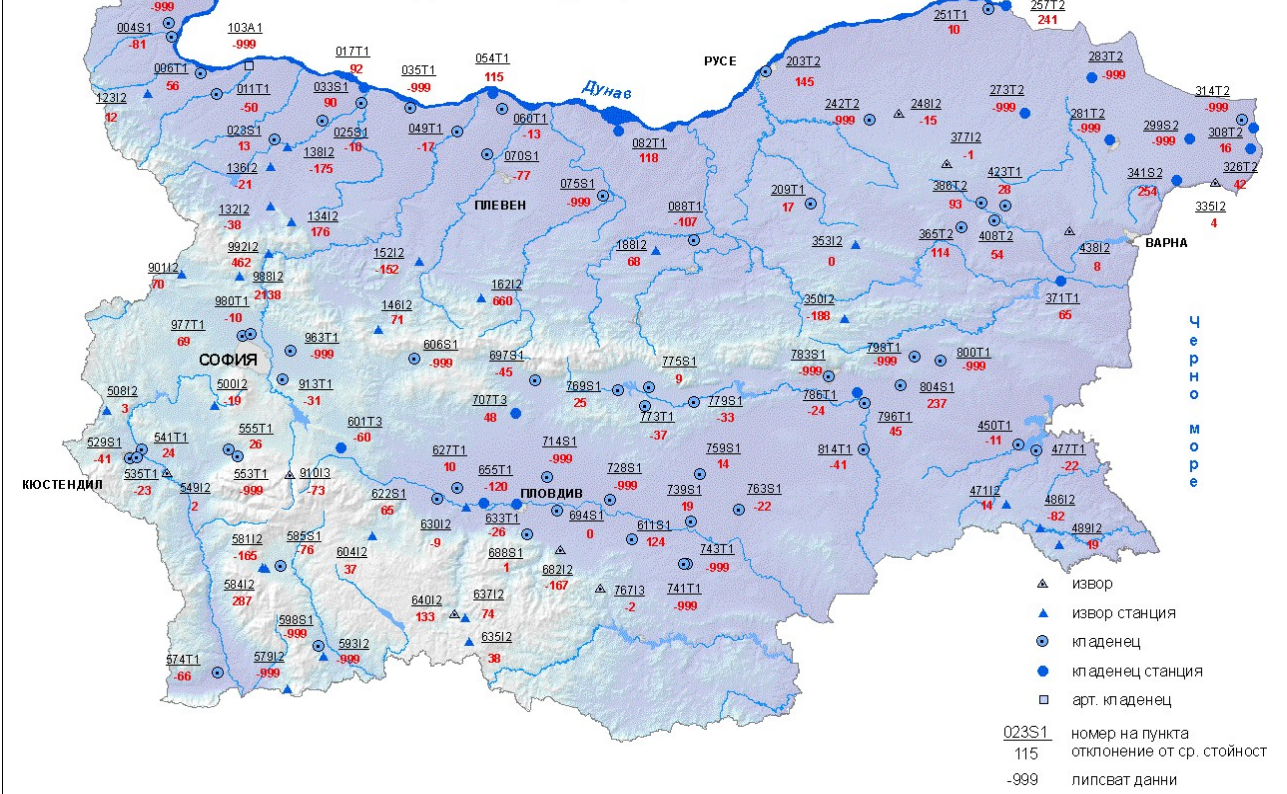 -999
257T2
241
251T1
10
004S1
-81
103A1
-999
017T1
92
054T1
115
035T1
-999
РУСЕ
203T2
145
283T2
-999
006T1
56
011T1
-50
033S1
90
Дунав
314T2
-999
123I2
12
060T1
-13
242T2
-999
248I2
-15
273T2
-999
281T2
-999
299S2
-999
308T2
16
023S1
13
025S1
-10
049T1
-17
138I2
-175
082T1
118
377I2
-1
136I2
-21
070S1
-77
341S2
254
326T2
42
423T1
28
386T2
93
075S1
-999
209T1
17
ПЛЕВЕН
088T1
-107
335I2
4
132I2
-38
134I2
176
365T2
114
408T2
54
ВАРНА
992I2
462
152I2
-152
188I2
68
353I2
0
438I2
8
901I2
70
988I2
2138
162I2
660
980T1
-10
146I2
71
350I2
-188
371T1
65
977T1
69
СОФИЯ
963T1
-999
606S1
-999
697S1
-45
775S1
9
783S1
-999
798T1
-999
800T1
-999
Черно море
508I2
3
500I2
-19
913T1
-31
769S1
25
773T1
-37
779S1
-33
786T1
-24
804S1
237
707T3
48
796T1
45
601T3
-60
529S1
-41
541T1
24
555T1
26
450T1
-11
535T1
-23
553T1
-999
714S1
-999
759S1
14
814T1
-41
477T1
-22
627T1
10
655T1
-120
728S1
-999
КЮСТЕНДИЛ
549I2
2
910I3
-73
622S1
65
ПЛОВДИВ
739S1
19
763S1
-22
471I2
14
486I2
-82
630I2
-9
633T1
-26
694S1
0
611S1
124
489I2
19
581I2
-165
585S1
-76
604I2
37
688S1
1
682I2
-167
743T1
-999
584I2
287
640I2
133
637I2
74
767I3
-2
741T1
-999
извор
извор станция
598S1
-999
593I2
-999
635I2
38
кладенец
574T1
-66
579I2
-999
кладенец станция
арт. кладенец
023S1 номер на пункта
115 отклонение от ср. стойност
-999 липсват данни